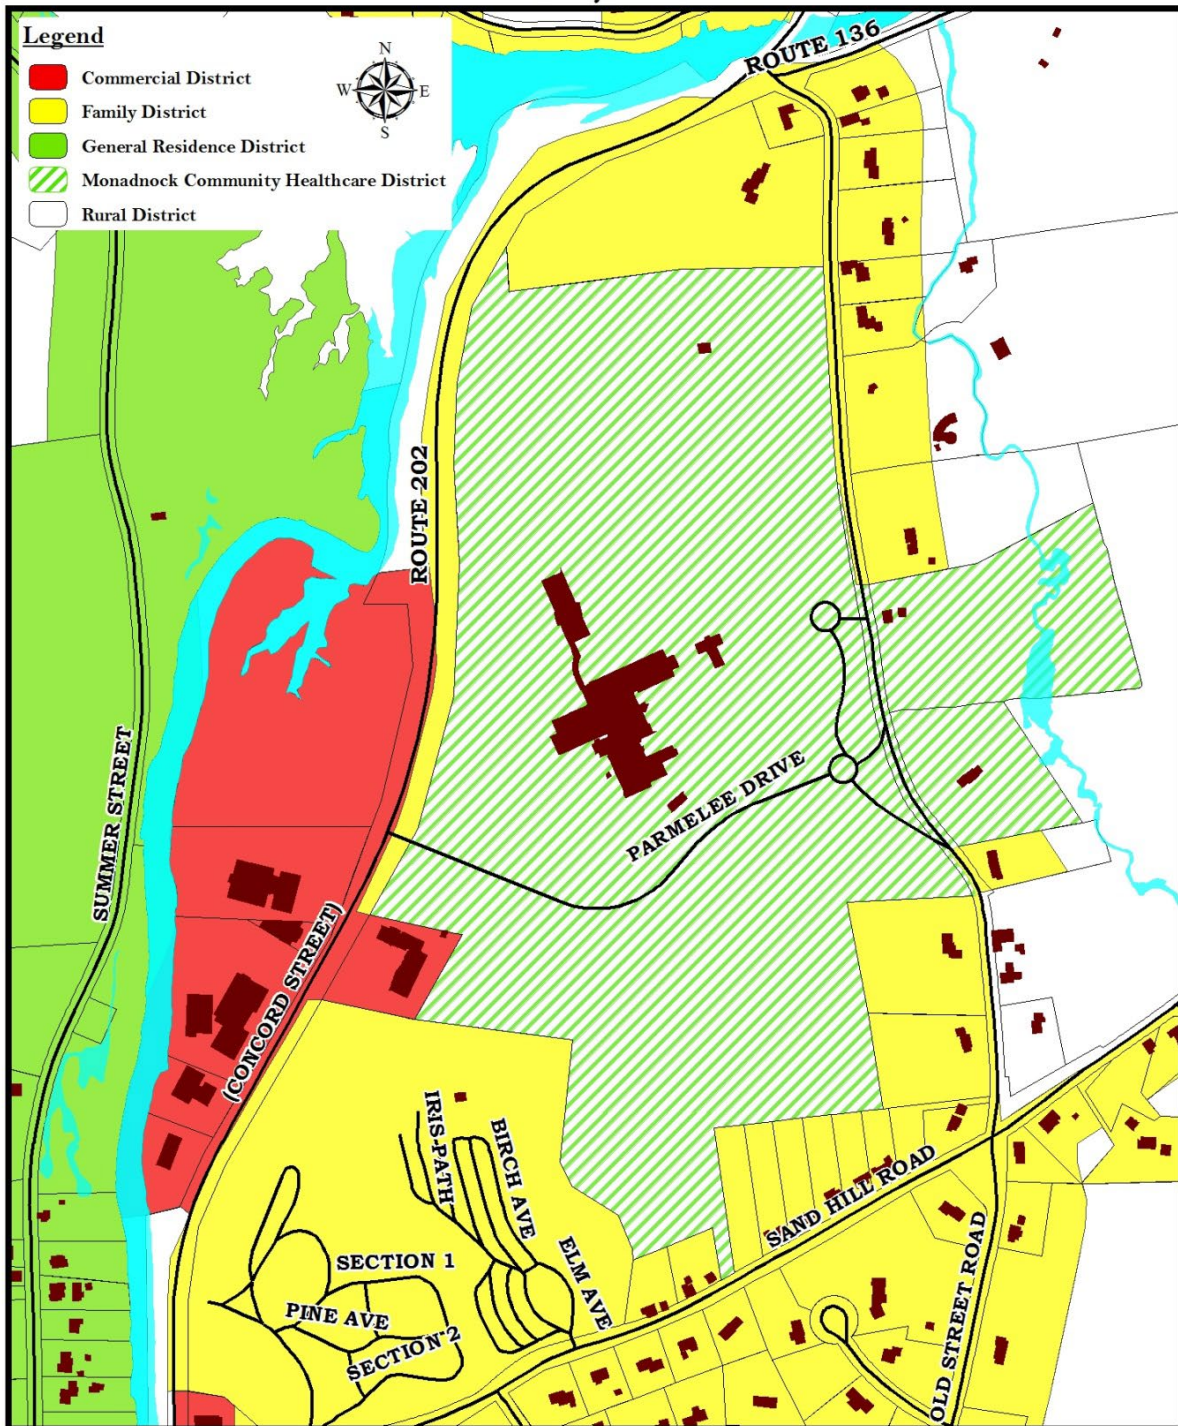 Legend
N
W E
S
Commercial District
Family District
General Residence District
Monadnock Community Healthcare District
Rural District
ROUTE 136
ROUTE 202
SUMMER STREET
PARMELEE DRIVE
(CONCORD STREET)
IRIS-PATH
BIRCH AVE
SAND HILL ROAD
ELM AVE
SECTION 1
PINE AVE
SECTION 2
OLD STREET ROAD